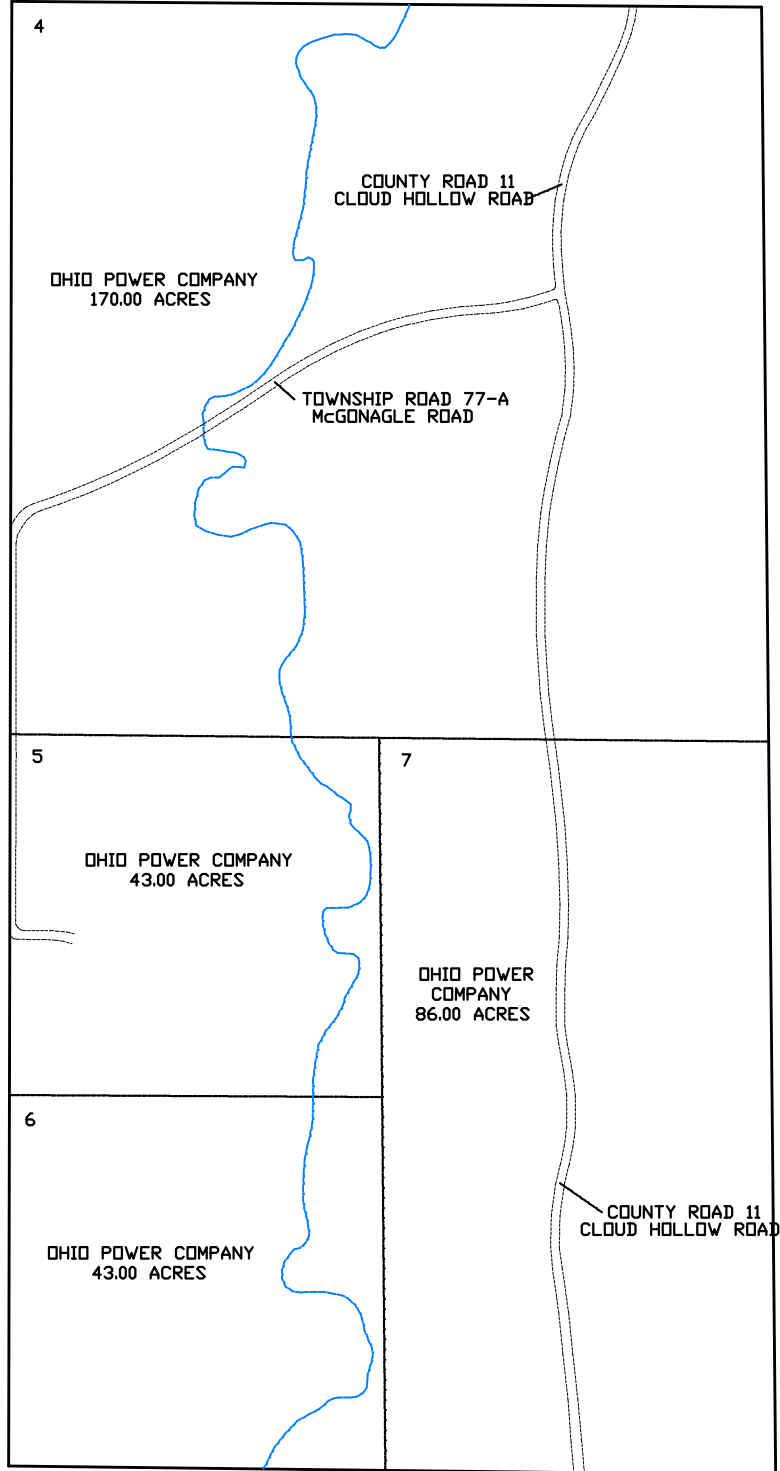 4
COUNTY ROAD 11
CLOUD HOLLOW ROAD
OHIO POWER COMPANY
170.00 ACRES
TOWNSHIP ROAD 77-A
McGONAGLE ROAD
5
7
OHIO POWER COMPANY
43.00 ACRES
OHIO POWER
COMPANY
86.00 ACRES
6
COUNTY ROAD 11
CLOUD HOLLOW ROAD
OHIO POWER COMPANY
43.00 ACRES